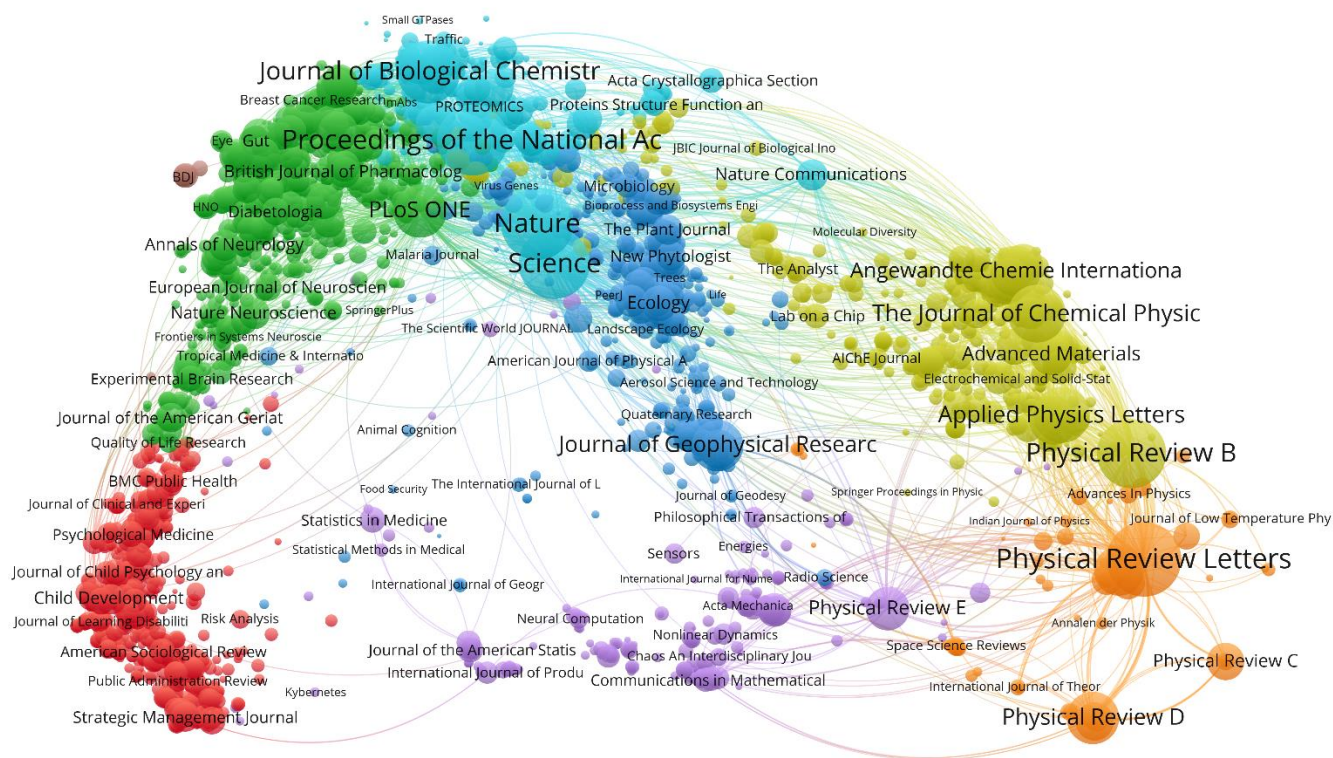 Small GTPases
Traffic
Journal of Biological Chemistr
Acta Crystallographica Section
Breast Cancer Research
mAbs
PROTEOMICS
Proteins Structure Function an
Eye
Gut
Proceedings of the National Ac
JBIC Journal of Biological Ino
BDJ
British Journal of Pharmacolog
Virus Genes
Microbiology
Nature Communications
HNO
Diabetologia
PLoS ONE
Bioprocess and Biosystems Engi
Nature
The Plant Journal
Molecular Diversity
Annals of Neurology
Malaria Journal
New Phytologist
Science
The Analyst
Angewandte Chemie Internationa
Trees
European Journal of Neuroscien
PeerJ
Ecology
Life
Nature Neuroscience
SpringerPlus
Lab on a Chip
The Journal of Chemical Physic
Frontiers in Systems Neuroscie
The Scientific World JOURNAL
Landscape Ecology
Tropical Medicine & Internatio
American Journal of Physical A
AIChE Journal
Advanced Materials
Experimental Brain Research
Aerosol Science and Technology
Electrochemical and Solid-Stat
Journal of the American Geriat
Quaternary Research
Applied Physics Letters
Animal Cognition
Quality of Life Research
Journal of Geophysical Researc
Physical Review B
BMC Public Health
Food Security
The International Journal of L
Journal of Geodesy
Springer Proceedings in Physic
Advances In Physics
Journal of Clinical and Experi
Statistics in Medicine
Philosophical Transactions of
Indian Journal of Physics
Journal of Low Temperature Phy
Psychological Medicine
Statistical Methods in Medical
Sensors
Energies
Physical Review Letters
Journal of Child Psychology an
International Journal of Geogr
International Journal for Nume
Radio Science
Child Development
Acta Mechanica
Physical Review E
Journal of Learning Disabiliti
Risk Analysis
Neural Computation
Nonlinear Dynamics
Annalen der Physik
American Sociological Review
Journal of the American Statis
Chaos An Interdisciplinary Jou
Space Science Reviews
Physical Review C
Public Administration Review
International Journal of Produ
Communications in Mathematical
International Journal of Theor
Kybernetes
Strategic Management Journal
Physical Review D